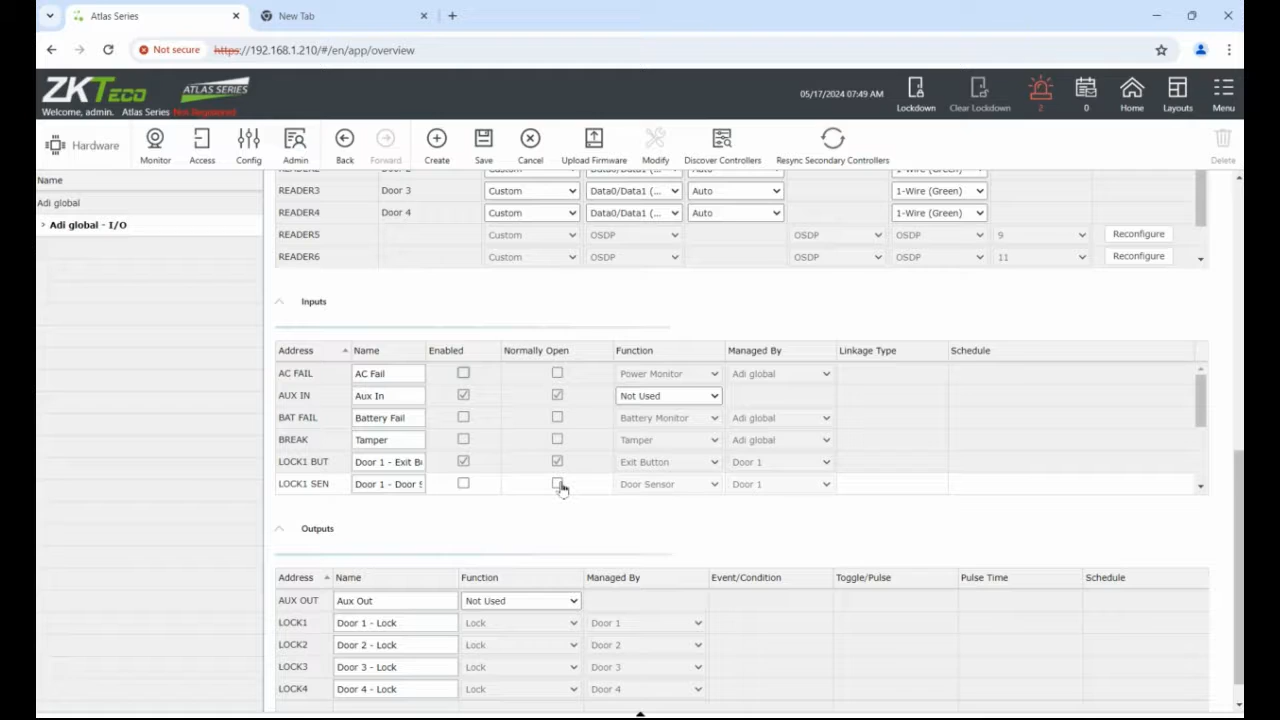 Atlas Series
New Tab
Not secure
https://192.168.1.210/#/en/app/overview
ZKTeco
ATLAS SERIES
Welcome, admin. Atlas Series Not Registered
05/17/2024 07:49 AM
Lockdown
Clear Lockdown
2
0
Home
Layouts
Menu
Hardware
Monitor
Access
Config
Admin
Back
Forward
Create
Save
Cancel
Upload Firmware
Modify
Discover Controllers
Resync Secondary Controllers
Delete
Name
Adi global
Adi global - I/O
READER3 Door 3 Custom Data0/Data1 (... Auto 1-Wire (Green)
READER4 Door 4 Custom Data0/Data1 (... Auto 1-Wire (Green)
READER5 Custom OSDP OSDP OSDP 9 Reconfigure
READER6 Custom OSDP OSDP OSDP 11 Reconfigure
Inputs
Address Name Enabled Normally Open Function Managed By Linkage Type Schedule
AC FAIL AC Fail Power Monitor Adi global
AUX IN Aux In Not Used
BAT FAIL Battery Fail Battery Monitor Adi global
BREAK Tamper Tamper Adi global
LOCK1 BUT Door 1 - Exit B Exit Button Door 1
LOCK1 SEN Door 1 - Door S Door Sensor Door 1
Outputs
Address Name Function Managed By Event/Condition Toggle/Pulse Pulse Time Schedule
AUX OUT Aux Out Not Used
LOCK1 Door 1 - Lock Lock Door 1
LOCK2 Door 2 - Lock Lock Door 2
LOCK3 Door 3 - Lock Lock Door 3
LOCK4 Door 4 - Lock Lock Door 4